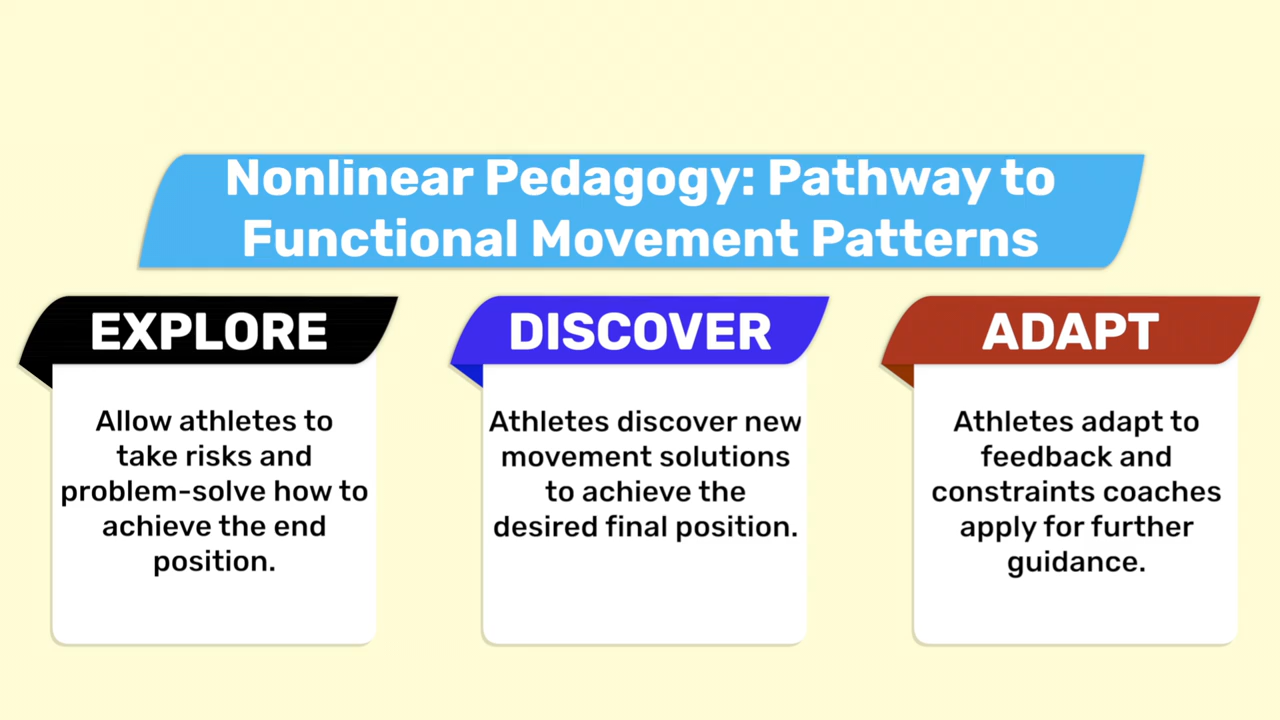 Nonlinear Pedagogy: Pathway to
Functional Movement Patterns
EXPLORE
Allow athletes to
take risks and
problem-solve how to
achieve the end
position.
DISCOVER
Athletes discover new
movement solutions
to achieve the
desired final position.
ADAPT
Athletes adapt to
feedback and
constraints coaches
apply for further
guidance.